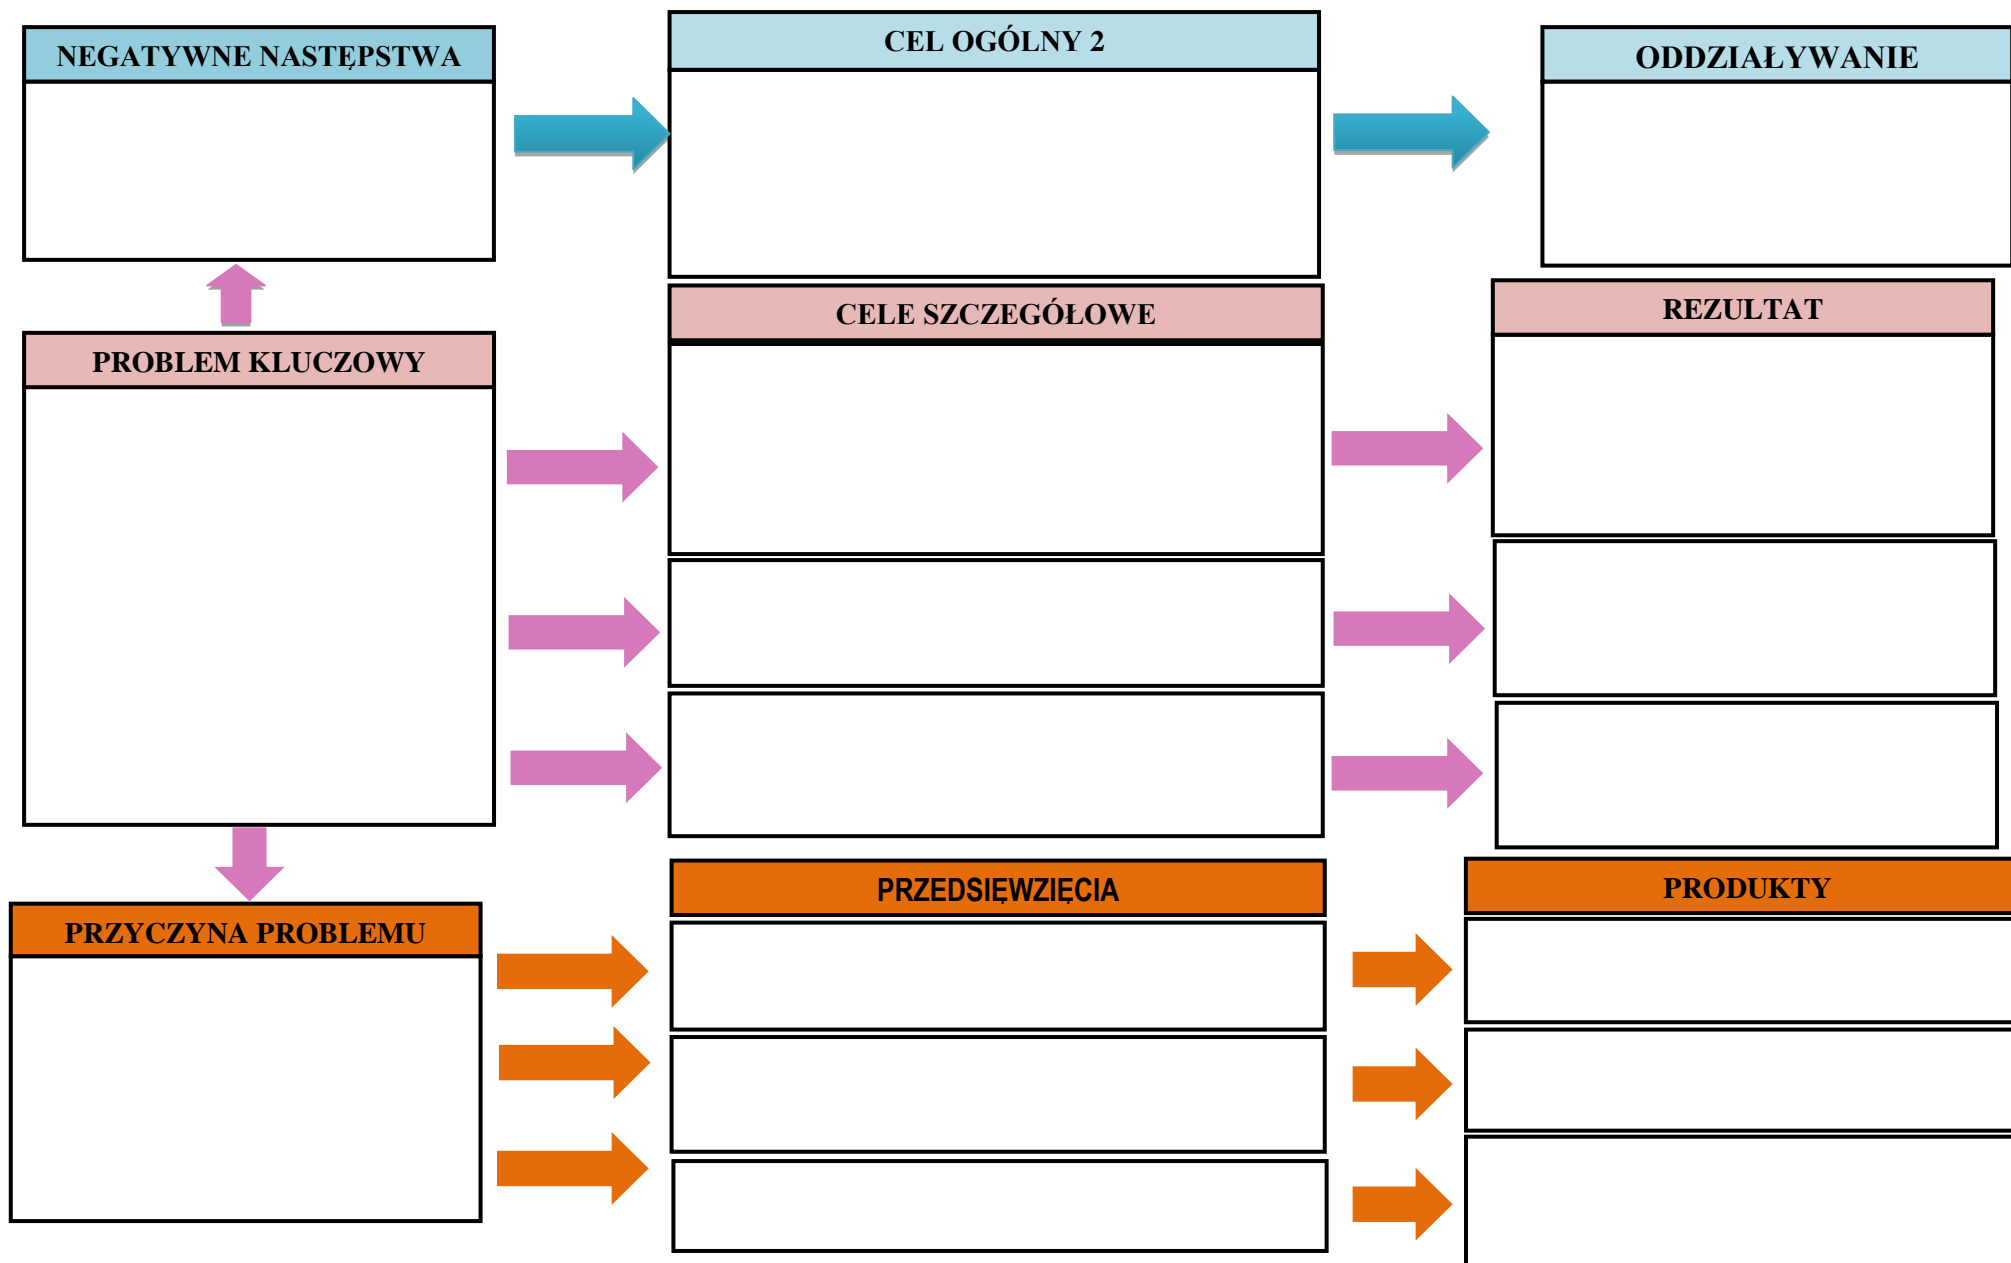 NEGATYWNE NASTĘPSTWA
CEL OGÓLNY 2
ODDZIAŁYWANIE
PROBLEM KLUCZOWY
CELE SZCZEGÓŁOWE
REZULTAT
PRZYCZYNA PROBLEMU
PRZEDSIĘWZIĘCIA
PRODUKTY